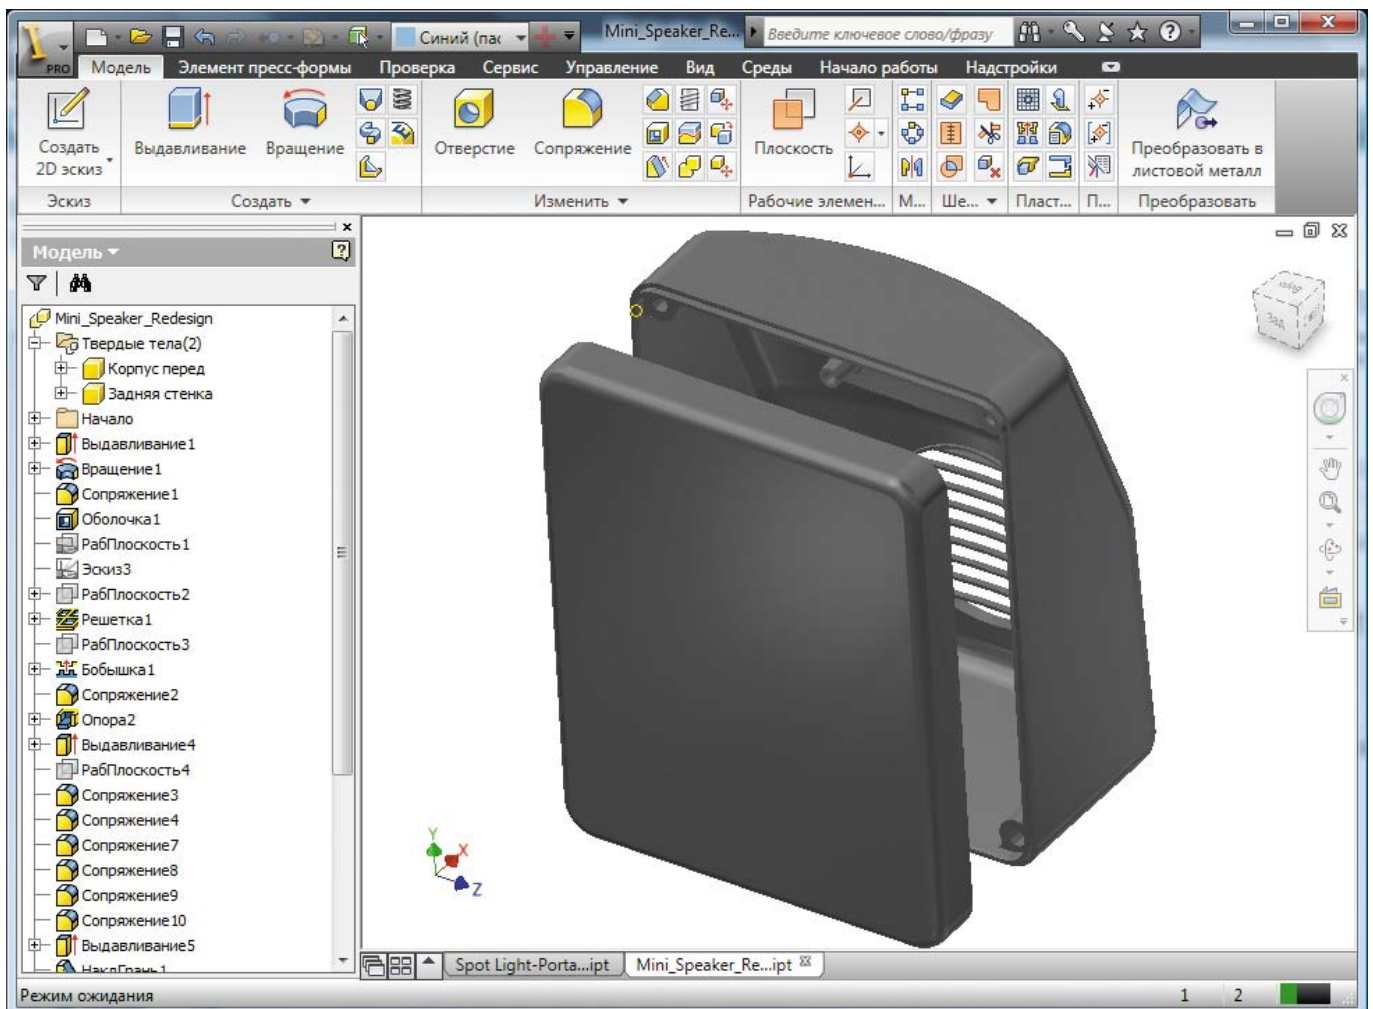 Синий (пас
Mini_Speaker_Re...
Введите ключевое слово/фразу
PRO
Модель Элемент пресс-формы Проверка Сервис Управление Вид Среды Начало работы Надстройки
Создать
2D эскиз
Выдавливание
Вращение
Отверстие
Сопряжение
Плоскость
Преобразовать в
листовой металл
Эскиз Создать Изменить Рабочие элемен... М... Ше... Пласт... П... Преобразовать
Модель
Mini_Speaker_Redesign
Твердые тела(2)
Корпус перед
Задняя стенка
Начало
Выдавливание1
Вращение1
Сопряжение1
Оболочка1
РабПлоскость1
Эскиз3
РабПлоскость2
Решетка1
РабПлоскость3
Бобышка1
Сопряжение2
Опора2
Выдавливание4
РабПлоскость4
Сопряжение3
Сопряжение4
Сопряжение7
Сопряжение8
Сопряжение9
Сопряжение10
Выдавливание5
НаклГрань1
Зад
Y
X
Z
Spot Light-Porta...ipt Mini_Speaker_Re...ipt
Режим ожидания
1 2